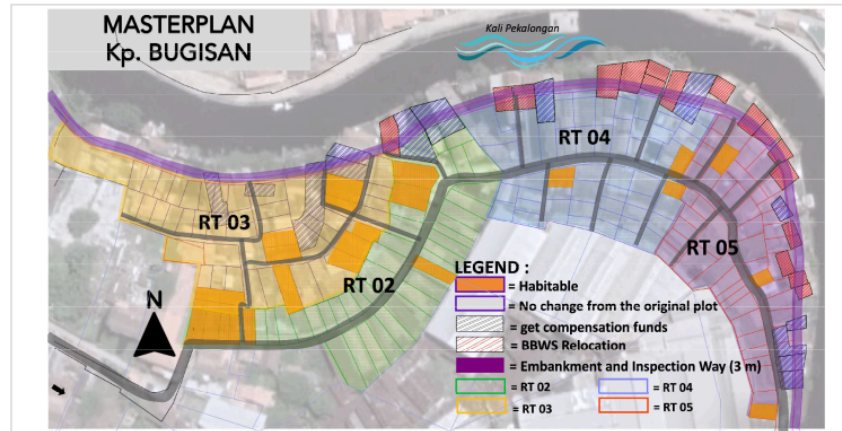 MASTERPLAN
Kp. BUGISAN
Kali Pekalongan
RT 04
RT 03
RT 05
RT 02
N
LEGEND :
= Habitable
= No change from the original plot
= get compensation funds
= BBWS Relocation
= Embankment and Inspection Way (3 m)
= RT 02 = RT 04
= RT 03 = RT 05